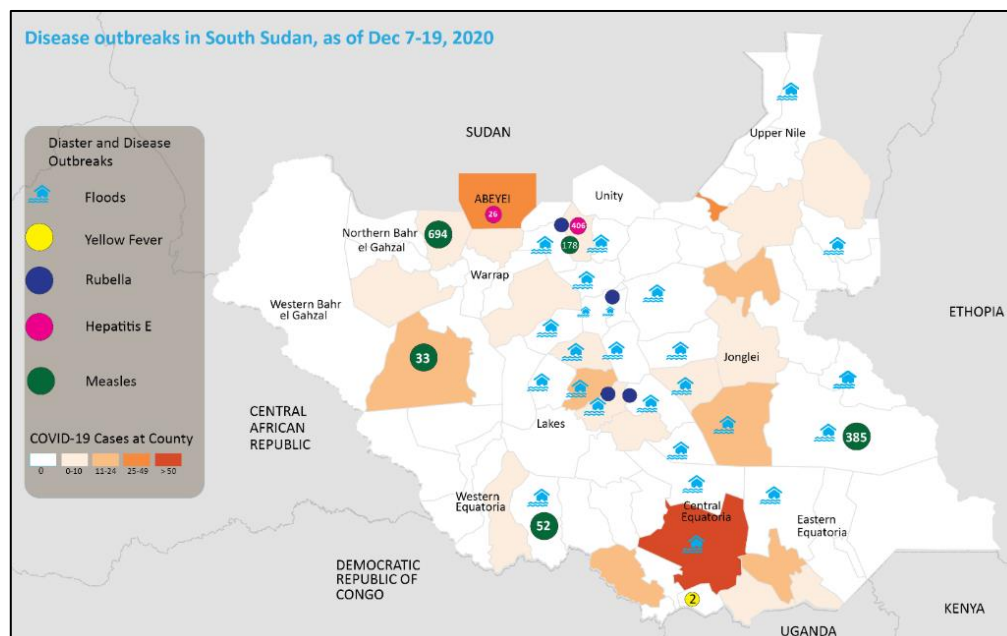 Disease outbreaks in South Sudan, as of Dec 7-19, 2020
Diaster and Disease
Outbreaks
Floods
Yellow Fever
Rubella
Hepatitis E
Measles
COVID-19 Cases at County
0
0-10
11-24
25-49
>50
SUDAN
Upper Nile
ABEYEI
26
Unity
Northern Bahr
el Gahzal
694
406
178
Warrap
Western Bahr
el Gahzal
ETHIOPIA
33
Jonglei
CENTRAL
AFRICAN
REPUBLIC
Lakes
385
Western
Equatoria
52
Central
Equatoria
Eastern
Equatoria
DEMOCRATIC
REPUBLIC OF
CONGO
2
KENYA
UGANDA